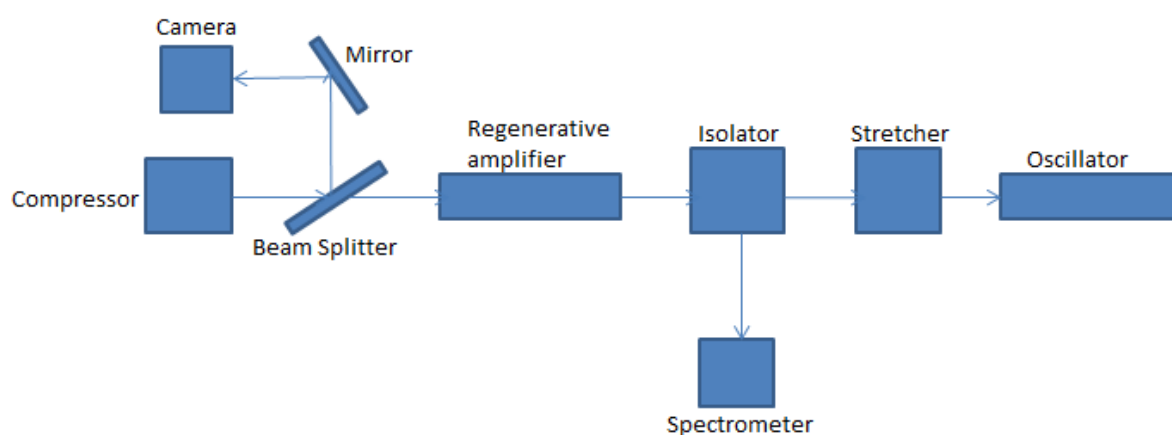 Camera
Mirror
Regenerative
amplifier
Isolator
Stretcher
Oscillator
Compressor
Beam Splitter
Spectrometer